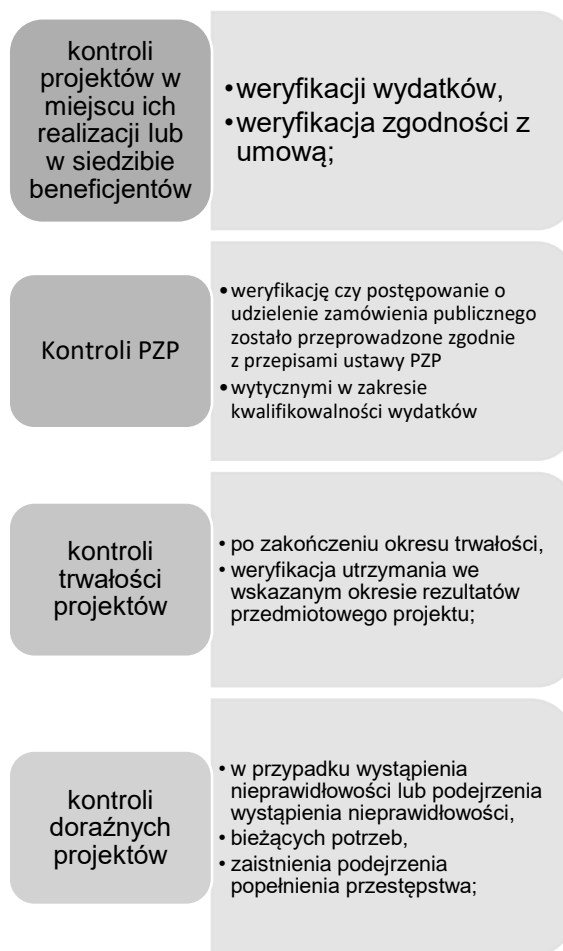 kontroli
projektów w
miejscu ich
realizacji lub
w siedzibie
beneficjentów
•weryfikacji wydatków,
•weryfikacja zgodności z
umową;
Kontroli PZP
•weryfikację czy postępowanie o
udzielenie zamówienia publicznego
zostało przeprowadzone zgodnie
z przepisami ustawy PZP
•wytycznymi w zakresie
kwalifikowalności wydatków
kontroli
trwałości
projektów
• po zakończeniu okresu trwałości,
• weryfikacja utrzymania we
wskazanym okresie rezultatów
przedmiotowego projektu;
kontroli
doraźnych
projektów
• w przypadku wystąpienia
nieprawidłowości lub podejrzenia
wystąpienia nieprawidłowości,
• bieżących potrzeb,
• zaistnienia podejrzenia
popełnienia przestępstwa;